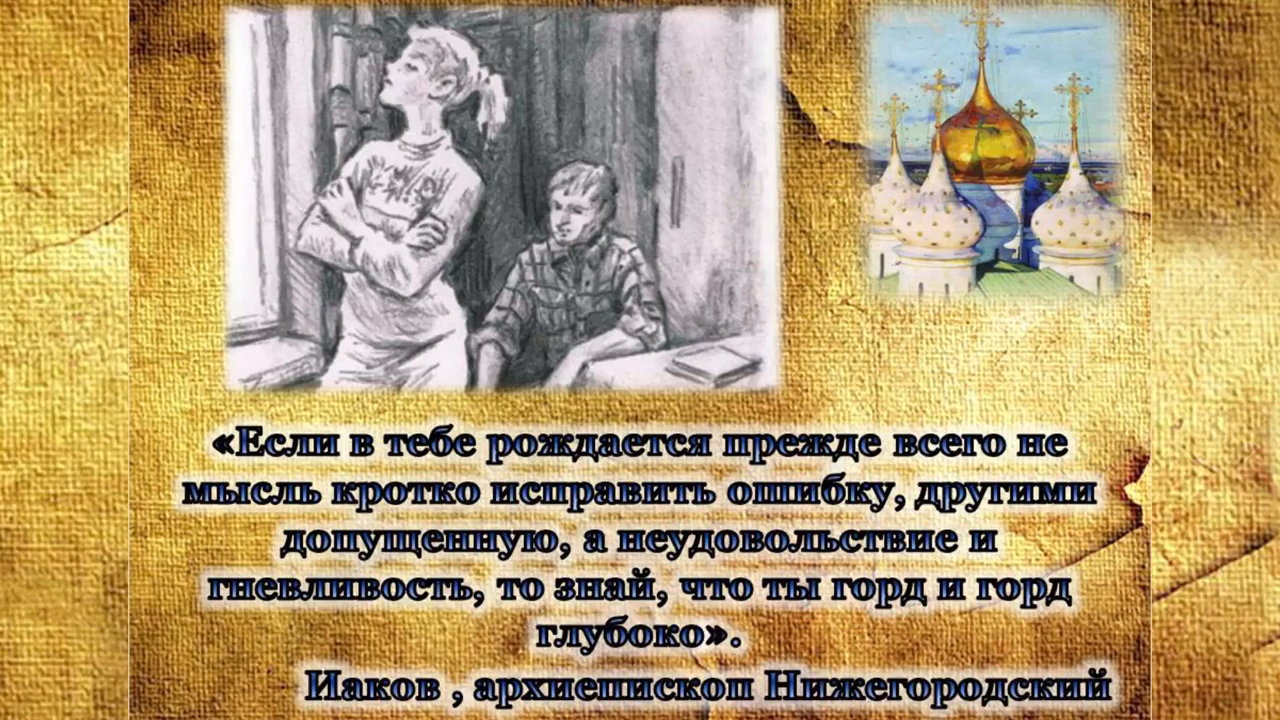 «Если в тебе рождается прежде всего не
мысль кротко исправить ошибку, другими
допущенную, а неудовольствие и
гневливость, то знай, что ты горд и горд
глубоко».
Иаков , архиепископ Нижегородский